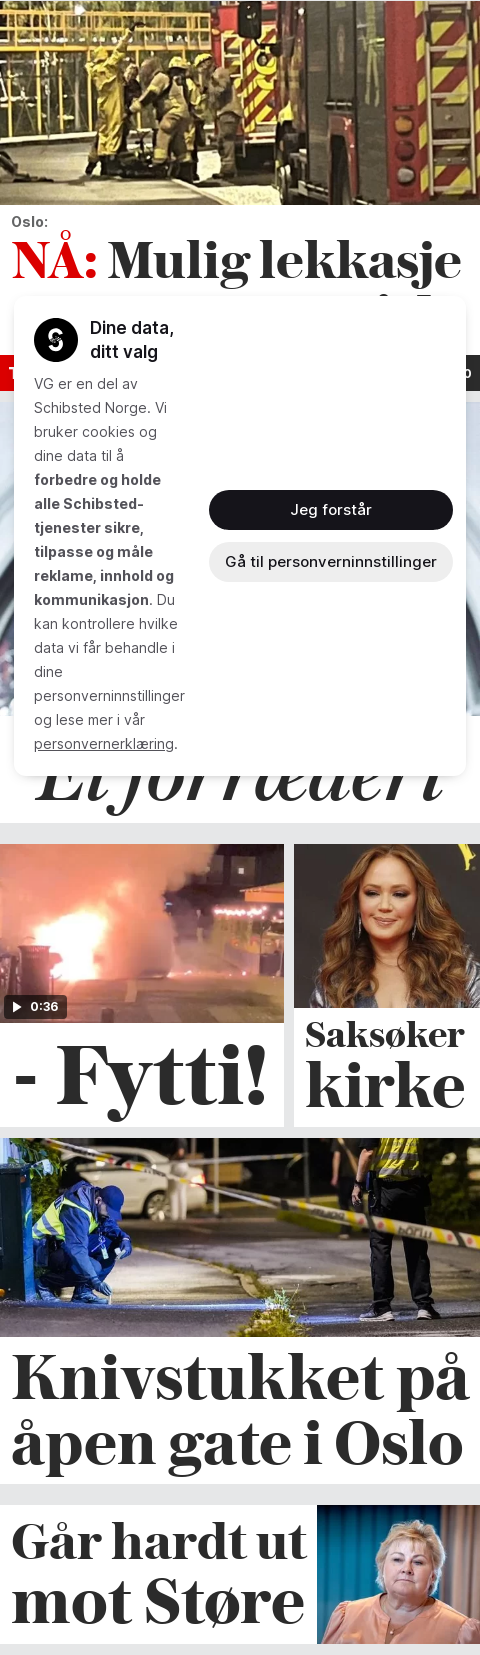 Oslo:
NÅ: Mulig lekkasje
Dine data,
ditt valg
VG er en del av
Schibsted Norge. Vi
bruker cookies og
dine data til å
forbedre og holde
alle Schibsted-
tjenester sikre,
tilpasse og måle
reklame, innhold og
kommunikasjon. Du
kan kontrollere hvilke
data vi får behandle i
dine
personverninnstillinger
og lese mer i vår
personvernerklæring.
Jeg forstår
Gå til personverninnstillinger
0:36
- Fytti!
Saksøker
kirke
Knivstukket på
åpen gate i Oslo
Går hardt ut
mot Støre